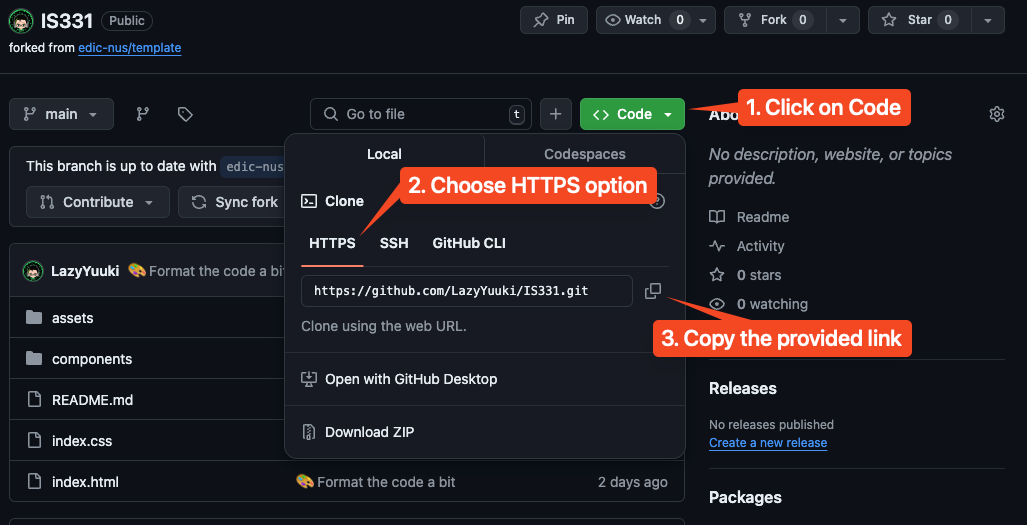 IS331 Public
Pin
Watch 0
Fork 0
Star 0
forked from edic-nus/template
main
Go to file t
Code
1. Click on Code
This branch is up to date with edic-nus
Contribute
Sync fork
Local
Codespaces
2. Choose HTTPS option
Clone
?
HTTPS SSH GitHub CLI
https://github.com/LazyYuuki/IS331.git
3. Copy the provided link
Clone using the web URL.
Open with GitHub Desktop
Download ZIP
LazyYuuki Format the code a bi
assets
components
README.md
index.css
index.html Format the code a bit 2 days ago
No description, website, or topics
provided.
Readme
Activity
0 stars
0 watching
Releases
No releases published
Create a new release
Packages